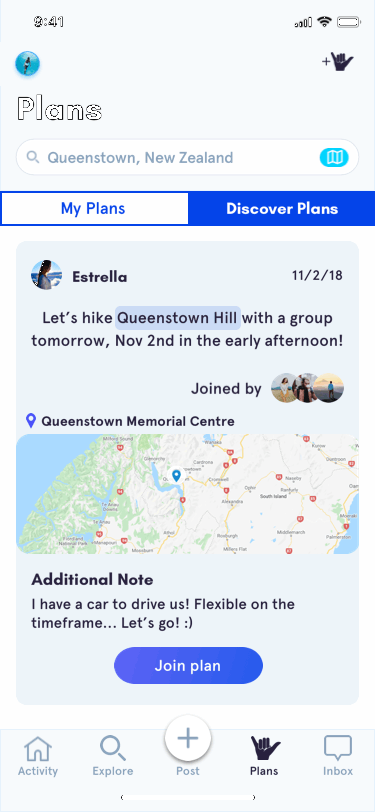 9:41
+
Plans
Queenstown, New Zealand
My Plans
Discover Plans
Estrella
11/2/18
Let's hike Queenstown Hill with a group
tomorrow, Nov 2nd in the early afternoon!
Joined by
Queenstown Memorial Centre
Additional Note
I have a car to drive us! Flexible on the
timeframe... Let's go! :)
Join plan
Activity
Explore
Post
Plans
Inbox